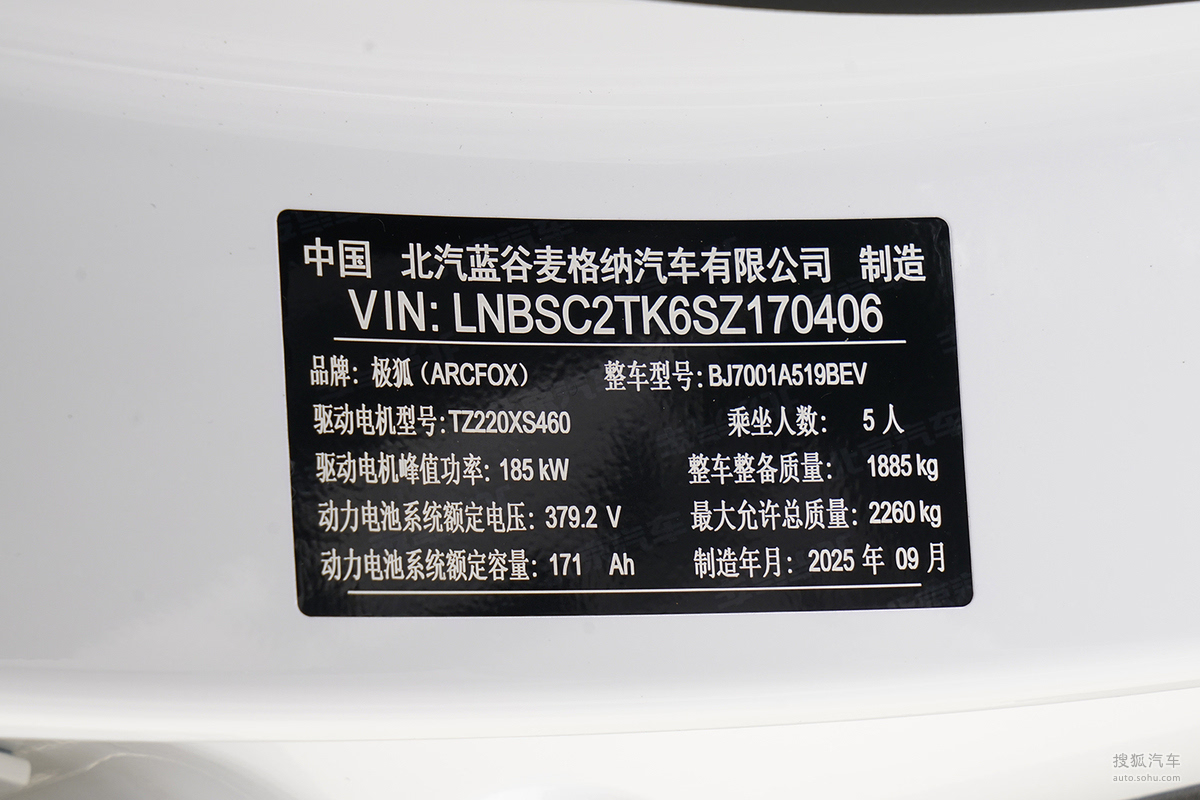 中国 北汽蓝谷麦格纳汽车有限公司 制造
VIN: LNBSC2TK6SZ170406
品牌: 极狐（ARCFOX） 整车型号: BJ7001A519BEV
驱动电机型号: TZ220XS460 乘坐人数: 5 人
驱动电机峰值功率: 185 kW 整车整备质量: 1885 kg
动力电池系统额定电压: 379.2 V 最大允许总质量: 2260 kg
动力电池系统额定容量: 171 Ah 制造年月: 2025 年 09 月
搜狐汽车
auto.sohu.com